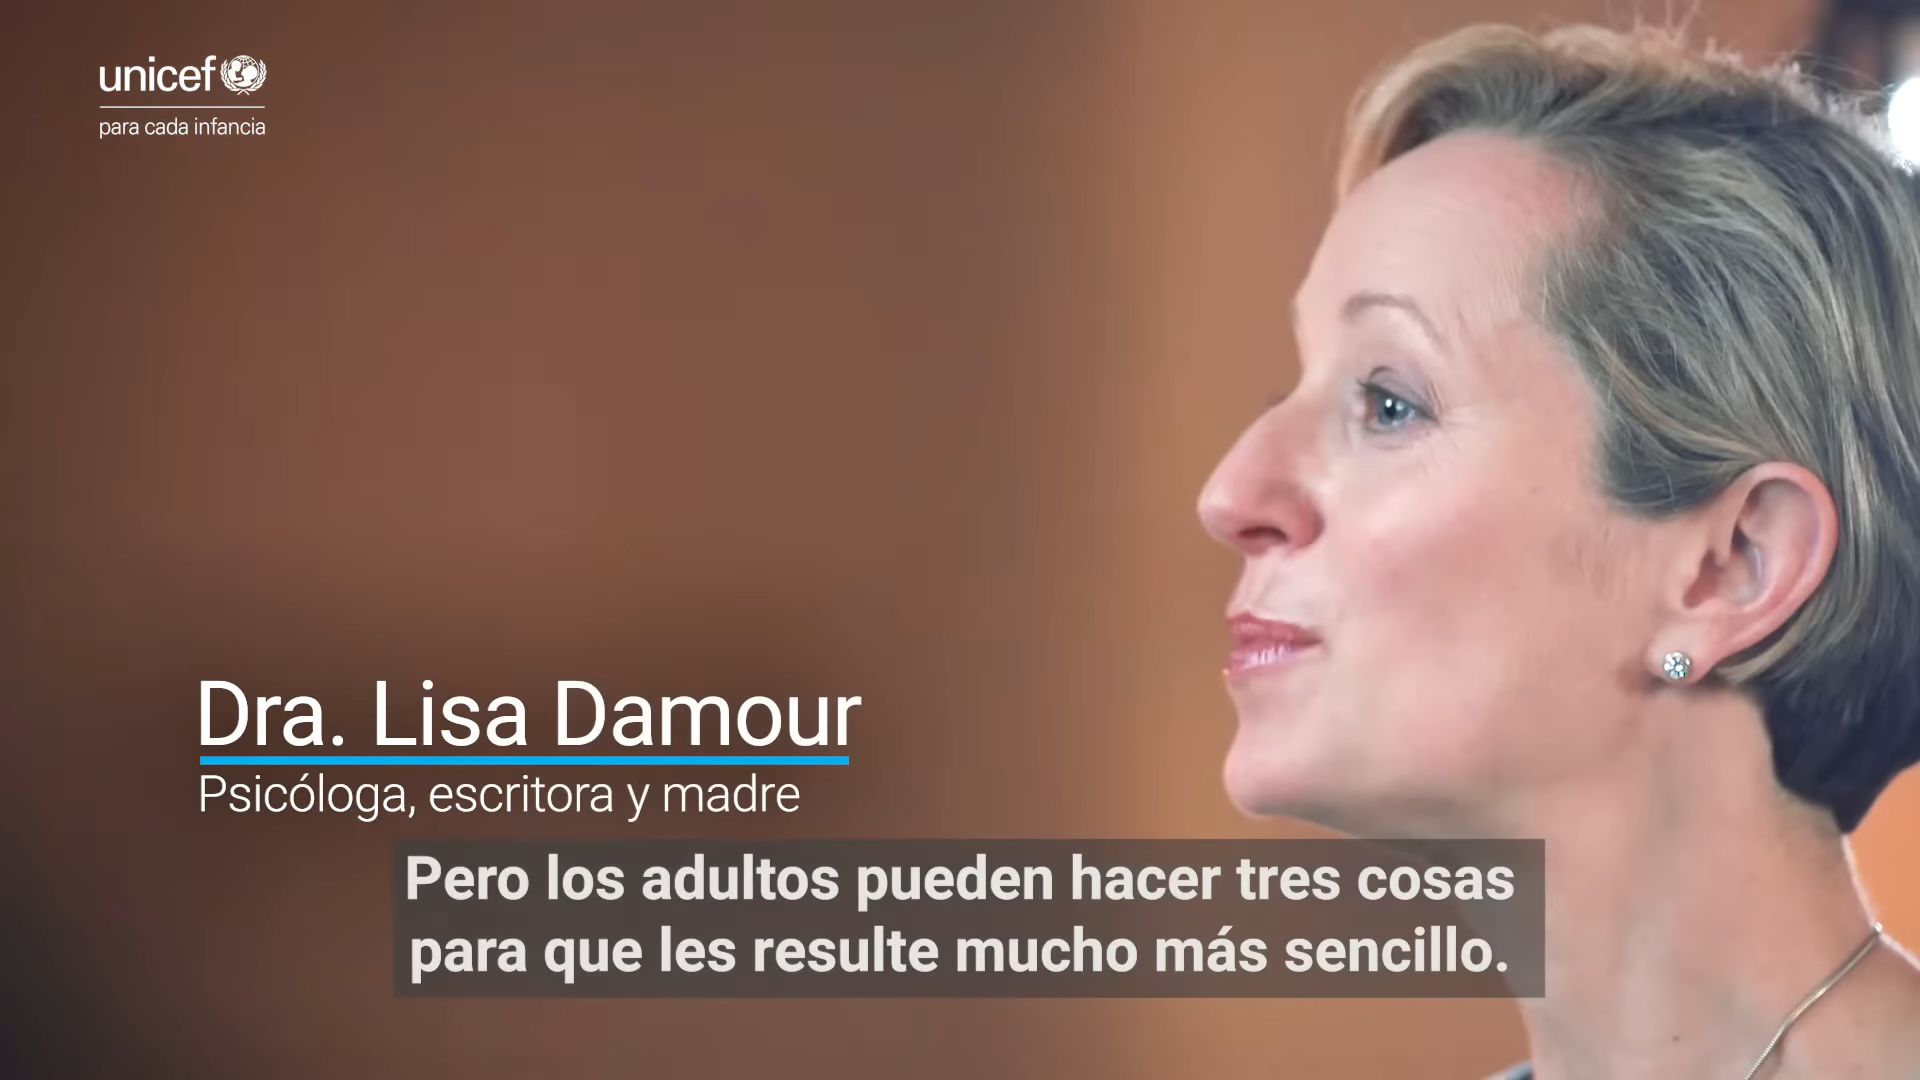 unicef
para cada infancia
Dra. Lisa Damour
Psicóloga, escritora y madre
Pero los adultos pueden hacer tres cosas
para que les resulte mucho más sencillo.